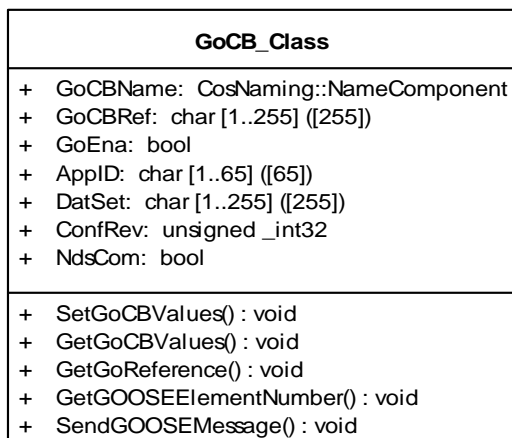 GoCB_Class
+ GoCBName: CosNaming::NameComponent
+ GoCBRef: char [1..255] ([255])
+ GoEna: bool
+ AppID: char [1..65] ([65])
+ DatSet: char [1..255] ([255])
+ ConfRev: unsigned _int32
+ NdsCom: bool
+ SetGoCBValues() : void
+ GetGoCBValues() : void
+ GetGoReference() : void
+ GetGOOSEElementNumber() : void
+ SendGOOSEMessage() : void